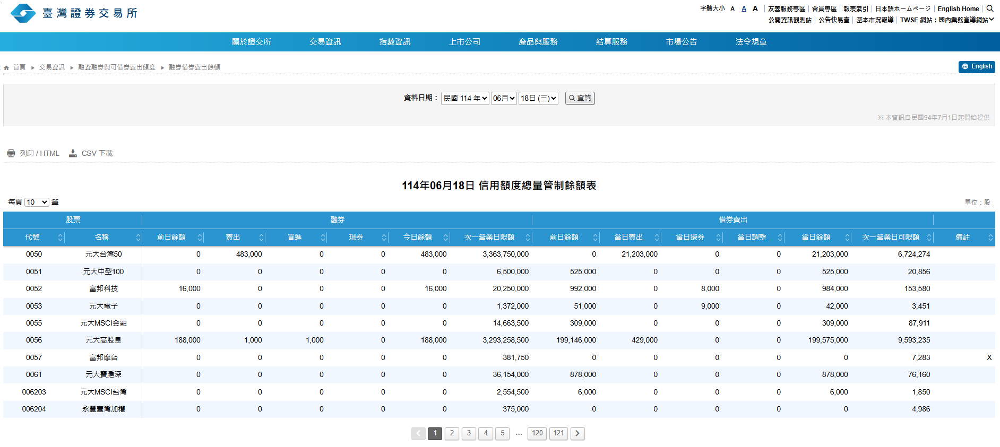 臺灣證券交易所
字體大小 A A A 友善服務專區 會員專區 報表索引 日本語ホームページ English Home
公開資訊觀測站 公告快易查 基本市況報導 TWSE 網站：國內業務宣導網站
關於證交所 交易資訊 指數資訊 上市公司 產品與服務 結算服務 市場公告 法令規章
首頁 交易資訊 融資融券與可借券賣出額度 融券借券賣出餘額 English
資料日期： 民國 114 年 06月 18日 (三) 查詢
※ 本資訊自民國94年7月1日起開始提供
列印 / HTML CSV 下載
114年06月18日 信用額度總量管制餘額表
每頁 10 筆 單位：股
股票 融券 借券賣出
代號 名稱 前日餘額 賣出 買進 現券 今日餘額 次一營業日限額 前日餘額 當日賣出 當日還券 當日調整 當日餘額 次一營業日可限額 備註
0050 元大台灣50 0 483,000 0 0 483,000 3,363,750,000 0 21,203,000 0 0 21,203,000 6,724,274
0051 元大中型100 0 0 0 0 0 6,500,000 525,000 0 0 0 525,000 20,856
0052 富邦科技 16,000 0 0 0 16,000 20,250,000 992,000 0 8,000 0 984,000 153,580
0053 元大電子 0 0 0 0 0 1,372,000 51,000 0 9,000 0 42,000 3,451
0055 元大MSCI金融 0 0 0 0 0 14,663,500 309,000 0 0 0 309,000 87,911
0056 元大高股息 188,000 1,000 1,000 0 188,000 3,293,258,500 199,146,000 429,000 0 0 199,575,000 9,593,235
0057 富邦摩台 0 0 0 0 0 381,750 0 0 0 0 0 7,283 X
0061 元大寶滬深 0 0 0 0 0 36,154,000 878,000 0 0 0 878,000 76,160
006203 元大MSCI台灣 0 0 0 0 0 2,554,500 6,000 0 0 0 6,000 1,850
006204 永豐臺灣加權 0 0 0 0 0 375,000 0 0 0 0 0 4,986
1 2 3 4 5 … 120 121